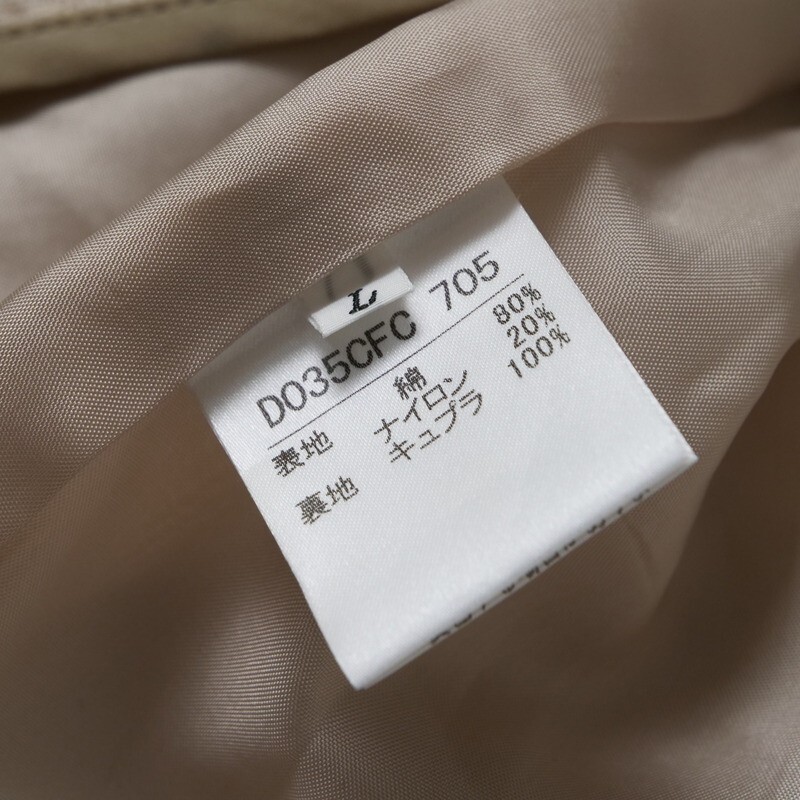 L
D035CFC 705
表地 綿 80%
ナイロン 20%
裏地 キュプラ 100%